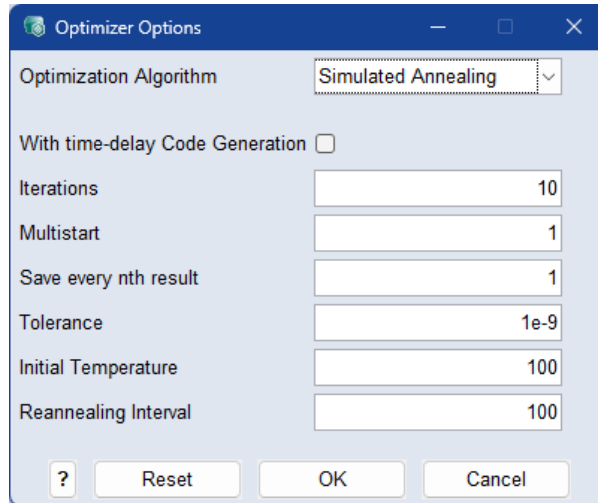 Optimizer Options
Optimization Algorithm Simulated Annealing
With time-delay Code Generation
Iterations 10
Multistart 1
Save every nth result 1
Tolerance 1e-9
Initial Temperature 100
Reannealing Interval 100
? Reset OK Cancel